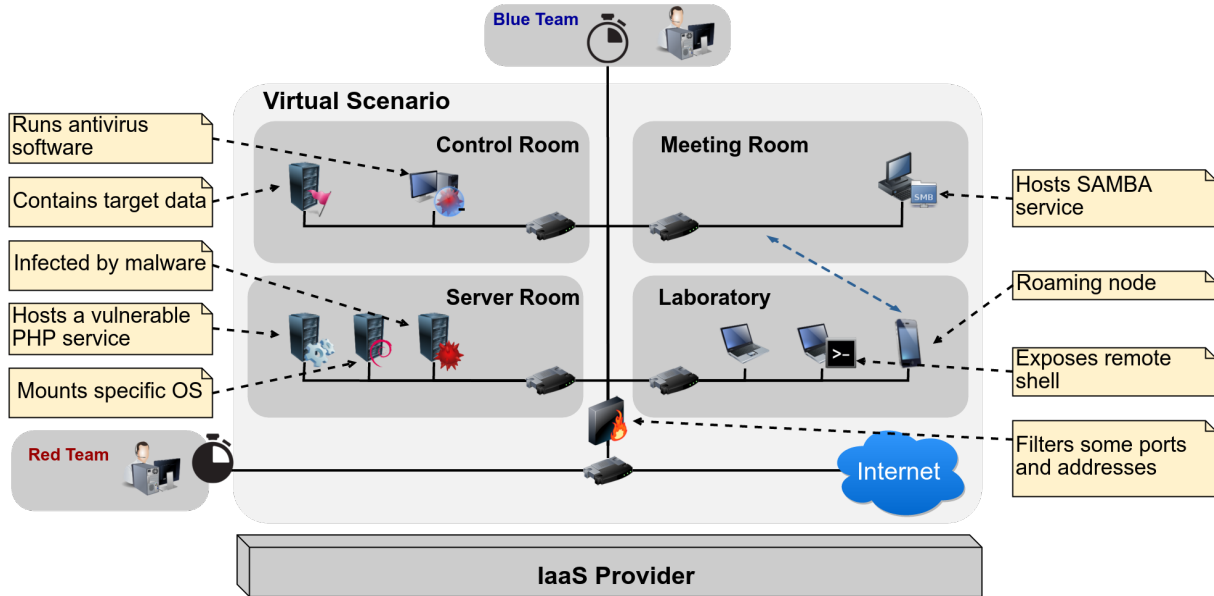 Blue Team
Virtual Scenario
Runs antivirus
software
Control Room
Meeting Room
Contains target data
Hosts SAMBA
service
SMB
Infected by malware
Server Room
Laboratory
Roaming node
Hosts a vulnerable
PHP service
>_
Exposes remote
shell
Mounts specific OS
Red Team
Filters some ports
and addresses
Internet
IaaS Provider